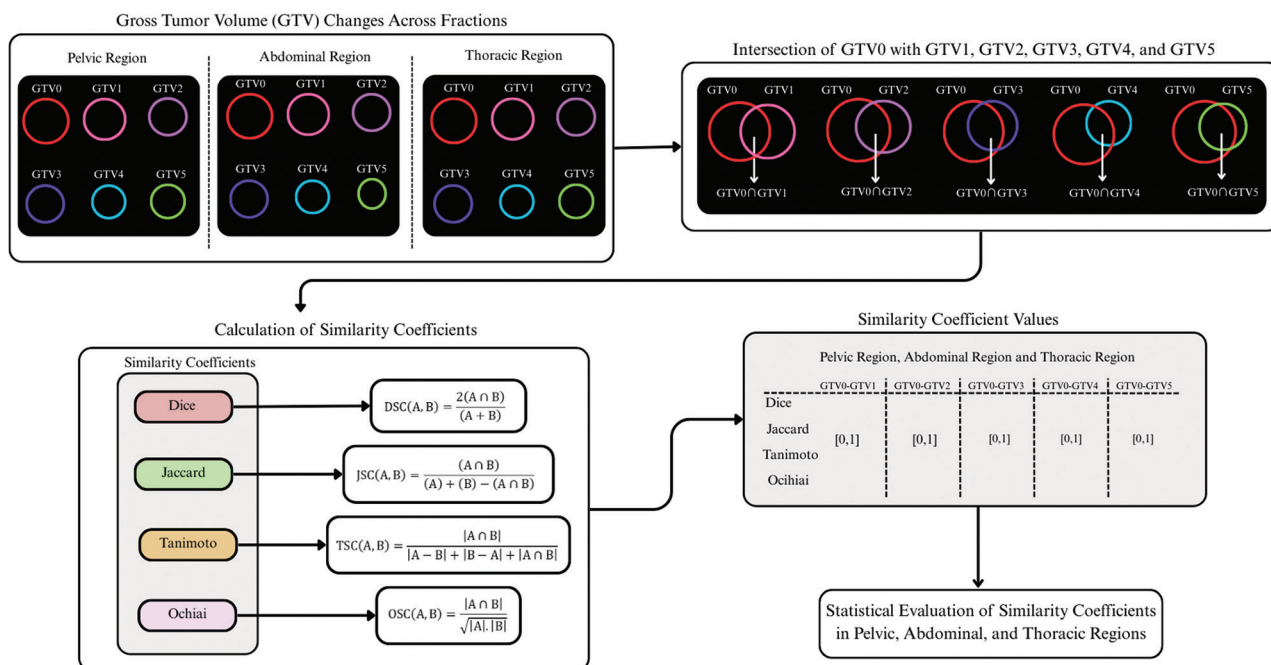 Gross Tumor Volume (GTV) Changes Across Fractions
Pelvic Region
Abdominal Region
Thoracic Region
GTV0 GTV1 GTV2
GTV3 GTV4 GTV5
GTV0 GTV1 GTV2
GTV3 GTV4 GTV5
GTV0 GTV1 GTV2
GTV3 GTV4 GTV5
Intersection of GTV0 with GTV1, GTV2, GTV3, GTV4, and GTV5
GTV0 GTV1
GTV0∩GTV1
GTV0 GTV2
GTV0∩GTV2
GTV0 GTV3
GTV0∩GTV3
GTV0 GTV4
GTV0∩GTV4
GTV0 GTV5
GTV0∩GTV5
Calculation of Similarity Coefficients
Similarity Coefficients
Dice
DSC(A, B) = 2(A ∩ B) / (A + B)
Jaccard
JSC(A, B) = (A ∩ B) / (A) + (B) − (A ∩ B)
Tanimoto
TSC(A, B) = |A ∩ B| / |A − B| + |B − A| + |A ∩ B|
Ochiai
OSC(A, B) = |A ∩ B| / √|A|. |B|
Similarity Coefficient Values
Pelvic Region, Abdominal Region and Thoracic Region
GTV0-GTV1 GTV0-GTV2 GTV0-GTV3 GTV0-GTV4 GTV0-GTV5
Dice
Jaccard
[0,1] [0,1] [0,1] [0,1] [0,1]
Tanimoto
Ocihiai
Statistical Evaluation of Similarity Coefficients
in Pelvic, Abdominal, and Thoracic Regions